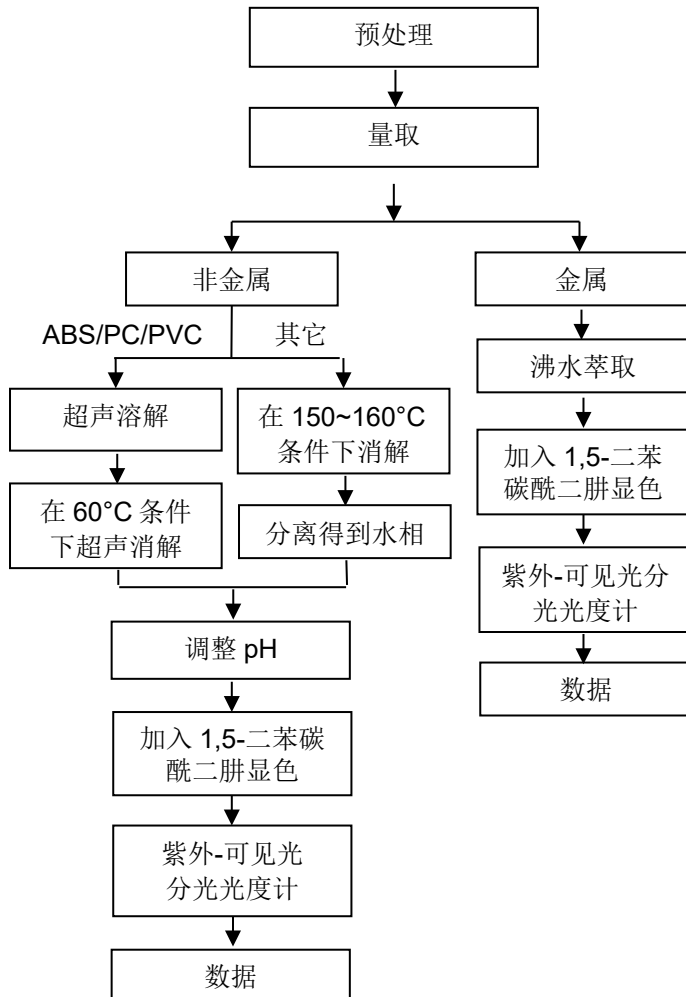 预处理
量取
非金属
金属
ABS/PC/PVC
其它
超声溶解
在 150~160°C
条件下消解
沸水萃取
在 60°C 条件
下超声消解
分离得到水相
加入 1,5-二苯
碳酰二肼显色
调整 pH
紫外-可见光分
光光度计
数据
加入 1,5-二苯碳
酰二肼显色
紫外-可见光
分光光度计
数据